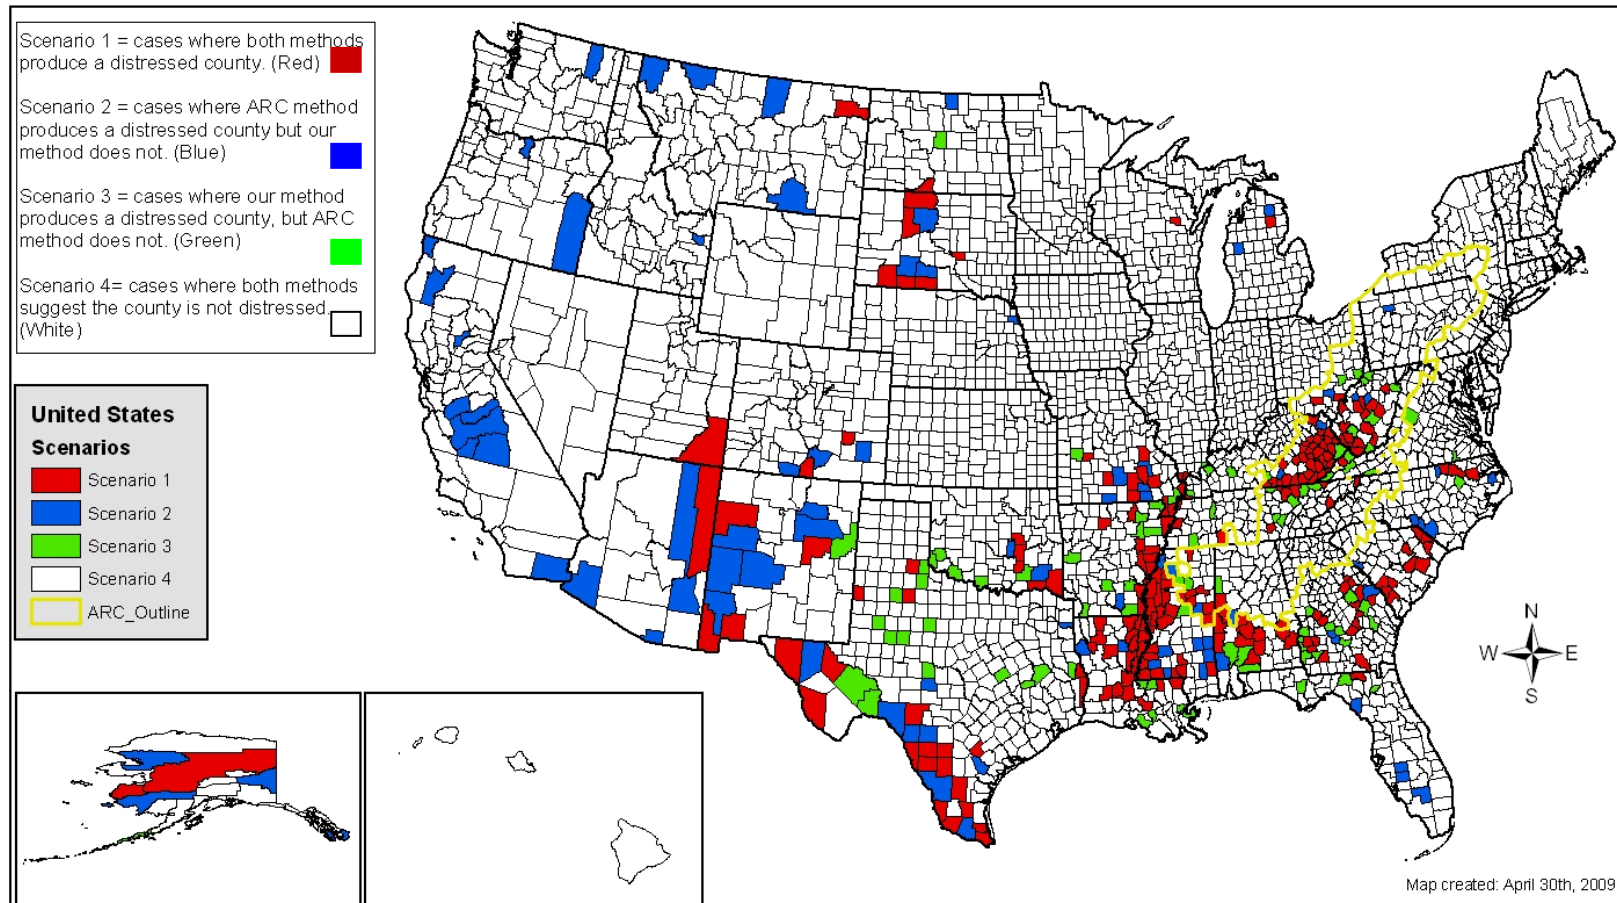 Scenario 1 = cases where both methods
produce a distressed county. (Red)
Scenario 2 = cases where ARC method
produces a distressed county but our
method does not. (Blue)
Scenario 3 = cases where our method
produces a distressed county, but ARC
method does not. (Green)
Scenario 4= cases where both methods
suggest the county is not distressed.
(White)
United States
Scenarios
Scenario 1
Scenario 2
Scenario 3
Scenario 4
ARC_Outline
N
W E
S
Map created: April 30th, 2009